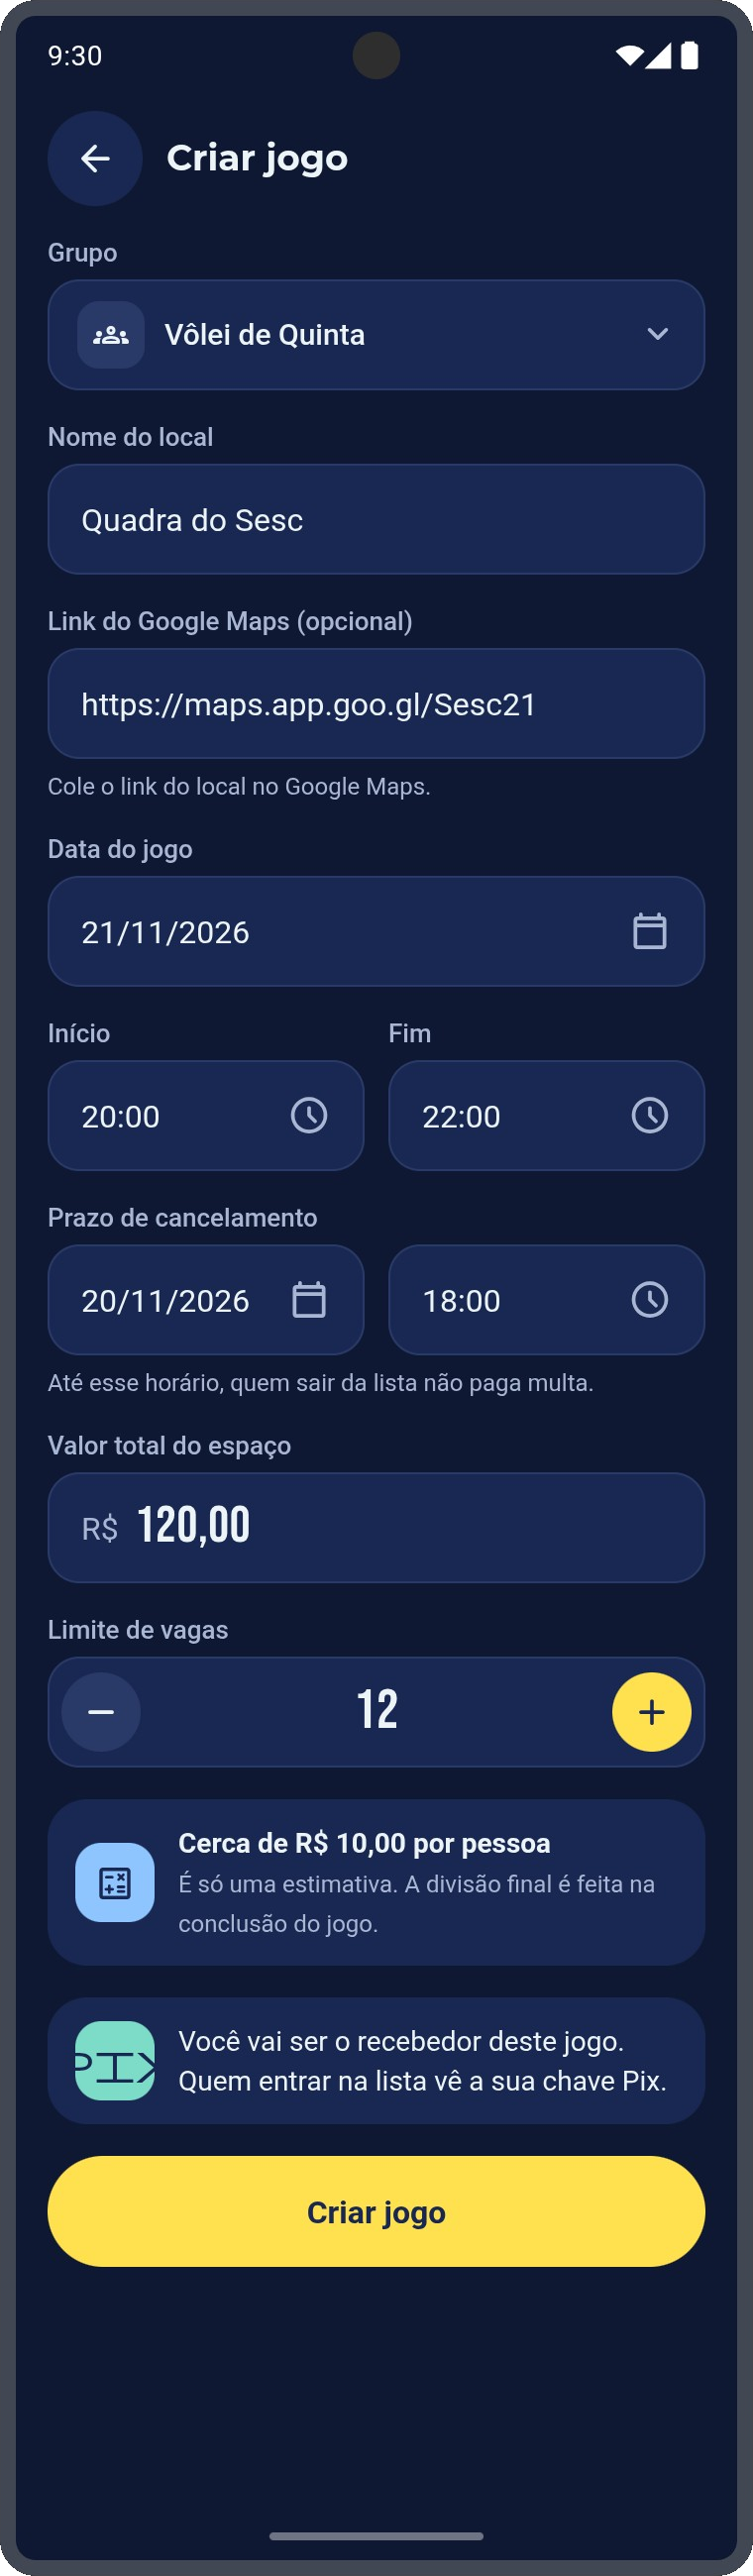 9:30
Criar jogo
Grupo
Vôlei de Quinta
Nome do local
Quadra do Sesc
Link do Google Maps (opcional)
https://maps.app.goo.gl/Sesc21
Cole o link do local no Google Maps.
Data do jogo
21/11/2026
Início Fim
20:00 22:00
Prazo de cancelamento
20/11/2026 18:00
Até esse horário, quem sair da lista não paga multa.
Valor total do espaço
R$ 120,00
Limite de vagas
12
Cerca de R$ 10,00 por pessoa
É só uma estimativa. A divisão final é feita na
conclusão do jogo.
PIX
Você vai ser o recebedor deste jogo.
Quem entrar na lista vê a sua chave Pix.
Criar jogo